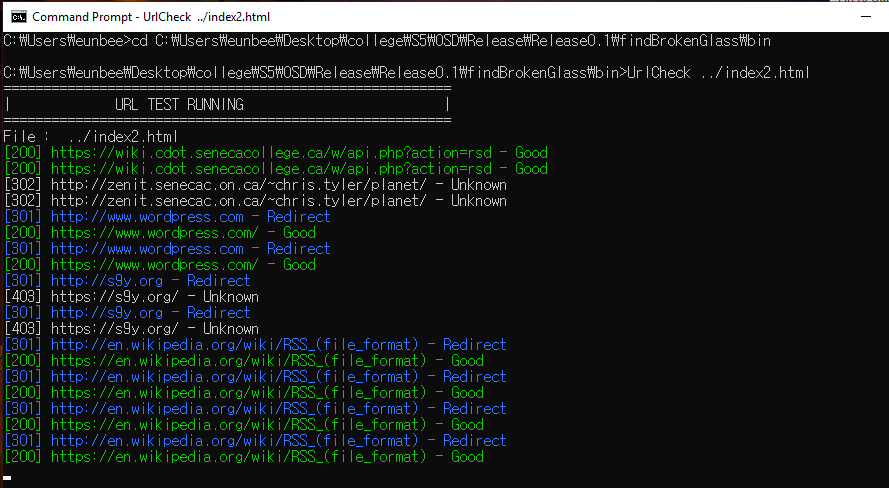 Command Prompt - UrlCheck ../index2.html
C:₩Users₩eunbee>cd C:₩Users₩eunbee₩Desktop₩college₩S5₩OSD₩Release₩Release0.1₩findBrokenGlass₩bin
C:₩Users₩eunbee₩Desktop₩college₩S5₩OSD₩Release₩Release0.1₩findBrokenGlass₩bin>UrlCheck ../index2.html
========================================================
| URL TEST RUNNING |
========================================================
File : ../index2.html
[200] https://wiki.cdot.senecacollege.ca/w/api.php?action=rsd - Good
[200] https://wiki.cdot.senecacollege.ca/w/api.php?action=rsd - Good
[302] http://zenit.senecac.on.ca/~chris.tyler/planet/ - Unknown
[302] http://zenit.senecac.on.ca/~chris.tyler/planet/ - Unknown
[301] http://www.wordpress.com - Redirect
[200] https://www.wordpress.com/ - Good
[301] http://www.wordpress.com - Redirect
[200] https://www.wordpress.com/ - Good
[301] http://s9y.org - Redirect
[403] https://s9y.org/ - Unknown
[301] http://s9y.org - Redirect
[403] https://s9y.org/ - Unknown
[301] http://en.wikipedia.org/wiki/RSS_(file_format) - Redirect
[200] https://en.wikipedia.org/wiki/RSS_(file_format) - Good
[301] http://en.wikipedia.org/wiki/RSS_(file_format) - Redirect
[200] https://en.wikipedia.org/wiki/RSS_(file_format) - Good
[301] http://en.wikipedia.org/wiki/RSS_(file_format) - Redirect
[200] https://en.wikipedia.org/wiki/RSS_(file_format) - Good
[301] http://en.wikipedia.org/wiki/RSS_(file_format) - Redirect
[200] https://en.wikipedia.org/wiki/RSS_(file_format) - Good